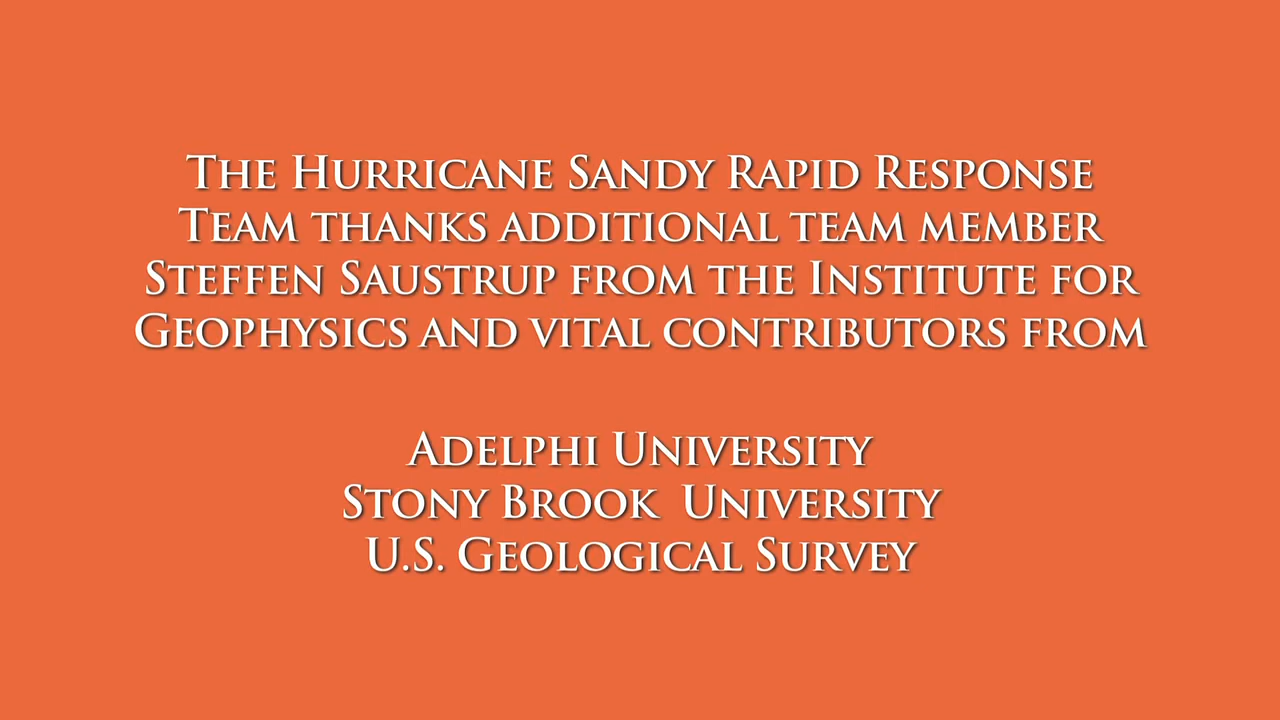 The Hurricane Sandy Rapid Response
Team thanks additional team member
Steffen Saustrup from the Institute for
Geophysics and vital contributors from
Adelphi University
Stony Brook  University
U.S. Geological Survey